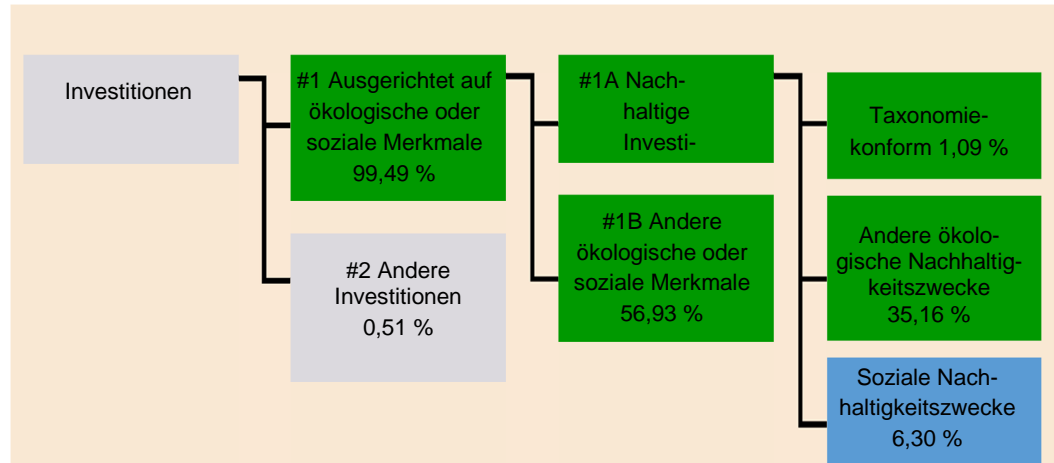 Investitionen
#1 Ausgerichtet auf
ökologische oder
soziale Merkmale
99,49 %
#2 Andere
Investitionen
0,51 %
#1A Nach-
haltige
Investi-
#1B Andere
ökologische oder
soziale Merkmale
56,93 %
Taxonomie-
konform 1,09 %
Andere ökolo-
gische Nachhaltig-
keitszwecke
35,16 %
Soziale Nach-
haltigkeitszwecke
6,30 %